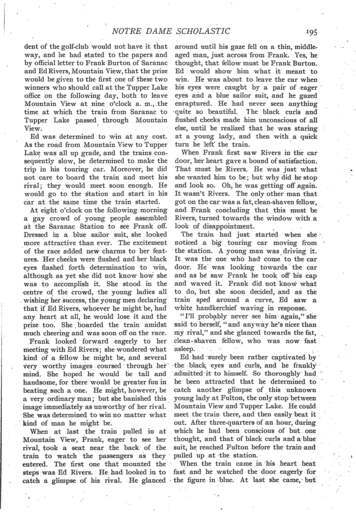 NOTRE DAME SCHOLASTIC 195
dent of the golf-club would not have it that
way, and he had stated to the papers and
by official letter to Frank Burton of Saranac
and Ed Rivers, Mountain View, that the prize
would be given to the first one of these two
winners who should call at the Tupper Lake
office on the following day, both to leave
Mountain View at nine o'clock a. m., the
time at which the train from Saranac to
Tupper Lake passed through Mountain
View.
Ed was determined to win at any cost.
As the road from Mountain View to Tupper
Lake was all up grade, and the trains con-
sequently slow, he determined to make the
trip in his touring car. Moreover, he did
not care to board the train and meet his
rival; they would meet soon enough. He
would go to the station and start in his
car at the same time the train started.
At eight o'clock on the following morning
a gay crowd of young people assembled
at the Saranac Station to see Frank off.
Dressed in a blue sailor suit, she looked
more attractive than ever. The excitement
of the race added new charms to her feat-
ures. Her cheeks were flushed and her black
eyes flashed forth determination to win,
although as yet she did not know how she
was to accomplish it. She stood in the
centre of the crowd, the young ladies all
wishing her success, the young men declaring
that if Ed Rivers, whoever he might be, had
any heart at all, he would lose it and the
prize too. She boarded the train amidst
much cheering and was soon off on the race.
Frank looked forward eagerly to her
meeting with Ed Rivers; she wondered what
kind of a fellow he might be, and several
very worthy images coursed through her
mind. She hoped he would be tall and
handsome, for there would be greater fun in
beating such a one. He might, however, be
a very ordinary man; but she banished this
image immediately as unworthy of her rival.
She was determined to win no matter what
kind of man he might be.
When at last the train pulled in at
Mountain View, Frank, eager to see her
rival, took a seat near the back of the
train to watch the passengers as they
entered. The first one that mounted the
steps was Ed Rivers. He had looked in to
catch a glimpse of his rival. He glanced
around until his gaze fell on a thin, middle-
aged man, just across from Frank. Yes, he
thought, that fellow must be Frank Burton.
Ed would show him what it meant to
win. He was about to leave the car when
his eyes were caught by a pair of eager
eyes and a blue sailor suit, and he gazed
enraptured. He had never seen anything
quite so beautiful. The black curls and
flushed cheeks made him unconscious of all
else, until he realized that he was staring
at a young lady, and then with a quick
turn he left the train.
When Frank first saw Rivers in the car
door, her heart gave a bound of satisfaction.
That must be Rivers. He was just what
she wanted him to be; but why did he stop
and look so. Oh, he was getting off again.
It wasn't Rivers. The only other man that
got on the car was a fat, clean-shaven fellow,
and Frank concluding that this must be
Rivers, turned towards the window with a
look of disappointment.
The train had just started when she
noticed a big touring car moving from
the station. A young man was driving it.
It was the one who had come to the car
door. He was looking towards the car
and as he saw Frank he took off his cap
and waved it. Frank did not know what
to do, but she soon decided, and as the
train sped around a curve, Ed saw a
white handkerchief waving in response.
"I'll probably never see him again," she
said to herself, "and anyway he's nicer than
my rival," and she glanced towards the fat,
clean-shaven fellow, who was now fast
asleep.
Ed had surely been rather captivated by
the black eyes and curls, and he frankly
admitted it to himself. So thoroughly had
he been attracted that he determined to
catch another glimpse of this unknown
young lady at Fulton, the only stop between
Mountain View and Tupper Lake. He could
meet the train there, and then easily beat it
out. After three-quarters of an hour, during
which he had been conscious of but one
thought, and that of black curls and a blue
suit, he reached Fulton before the train and
pulled up at the station.
When the train came in his heart beat
fast and he watched the door eagerly for
the figure in blue. At last she came, but